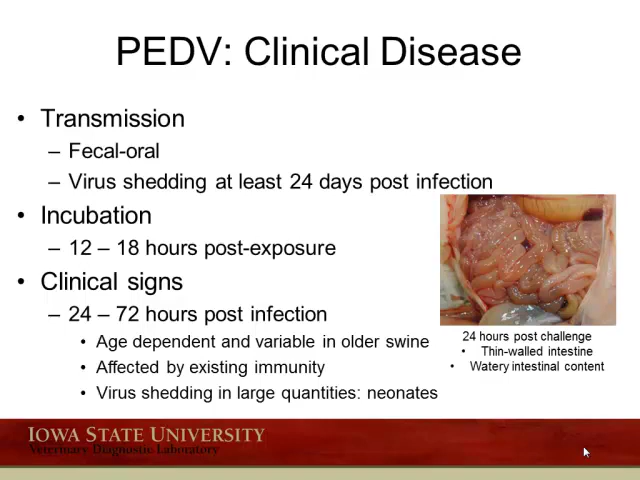 PEDV: Clinical Disease
• Transmission
– Fecal-oral
– Virus shedding at least 24 days post infection
• Incubation
– 12 – 18 hours post-exposure
• Clinical signs
– 24 – 72 hours post infection
• Age dependent and variable in older swine
• Affected by existing immunity
• Virus shedding in large quantities: neonates
24 hours post challenge
• Thin-walled intestine
• Watery intestinal content
IOWA STATE UNIVERSITY
Veterinary Diagnostic Laboratory